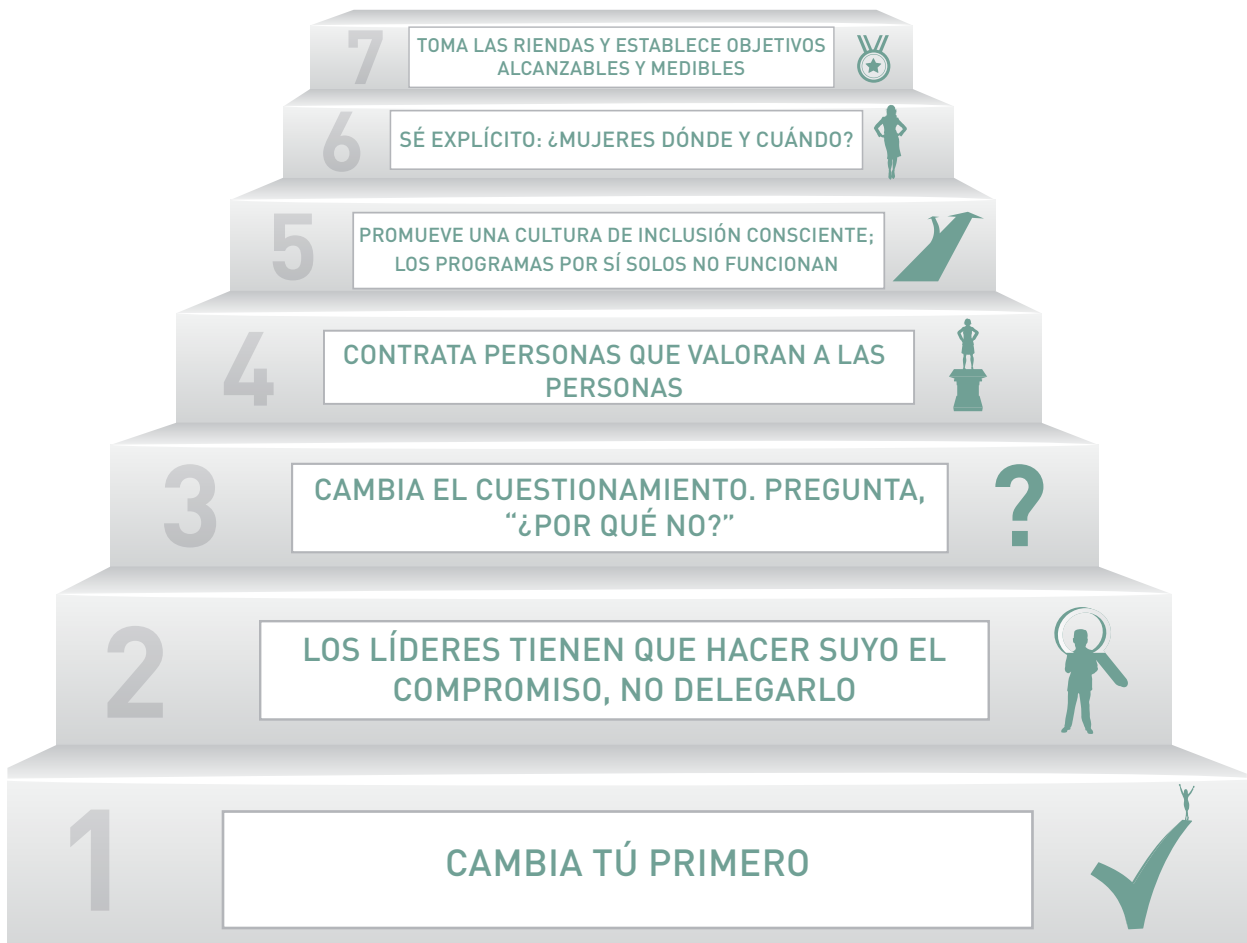 7
TOMA LAS RIENDAS Y ESTABLECE OBJETIVOS
ALCANZABLES Y MEDIBLES
6
SÉ EXPLÍCITO: ¿MUJERES DÓNDE Y CUÁNDO?
5
PROMUEVE UNA CULTURA DE INCLUSIÓN CONSCIENTE;
LOS PROGRAMAS POR SÍ SOLOS NO FUNCIONAN
4
CONTRATA PERSONAS QUE VALORAN A LAS
PERSONAS
3
CAMBIA EL CUESTIONAMIENTO. PREGUNTA,
“¿POR QUÉ NO?”
?
2
LOS LÍDERES TIENEN QUE HACER SUYO EL
COMPROMISO, NO DELEGARLO
1
CAMBIA TÚ PRIMERO